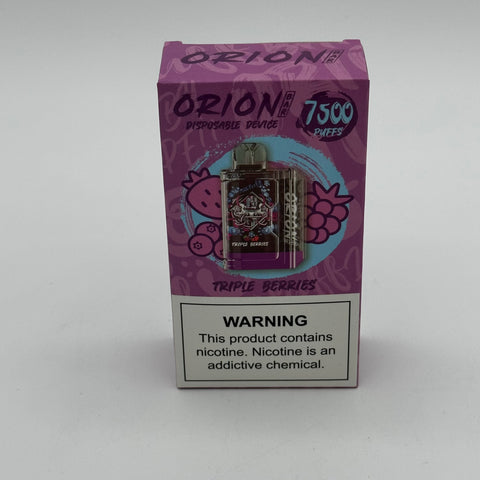 ORION BAR
ORION BAR
DISPOSABLE DEVICE
7500
PUFFS
ORION
TRIPLE BERRIES
TRIPLE BERRIES
WARNING
This product contains
nicotine. Nicotine is an
addictive chemical.